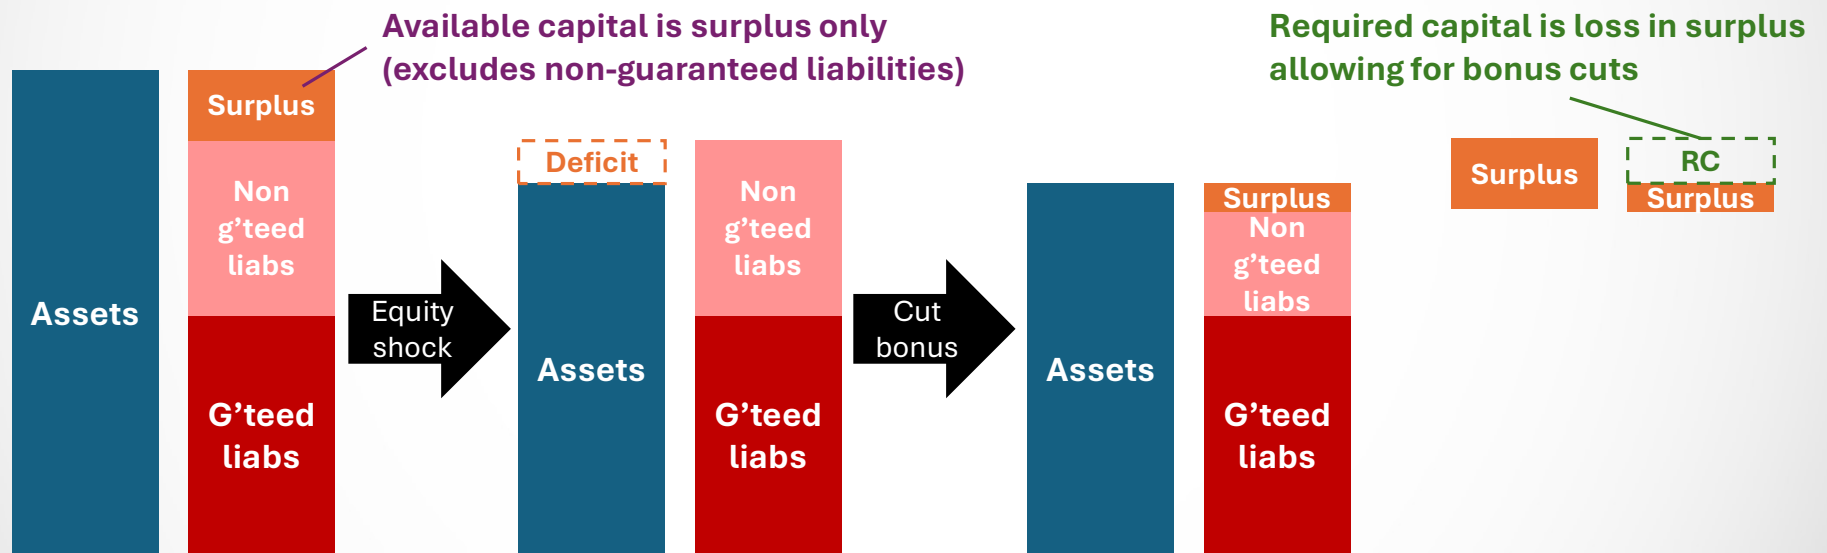 Available capital is surplus only
(excludes non-guaranteed liabilities)
Required capital is loss in surplus
allowing for bonus cuts
Assets
Surplus
Non
g’teed
liabs
G’teed
liabs
Equity
shock
Deficit
Assets
Non
g’teed
liabs
G’teed
liabs
Cut
bonus
Assets
Surplus
Non
g’teed
liabs
G’teed
liabs
Surplus
RC
Surplus